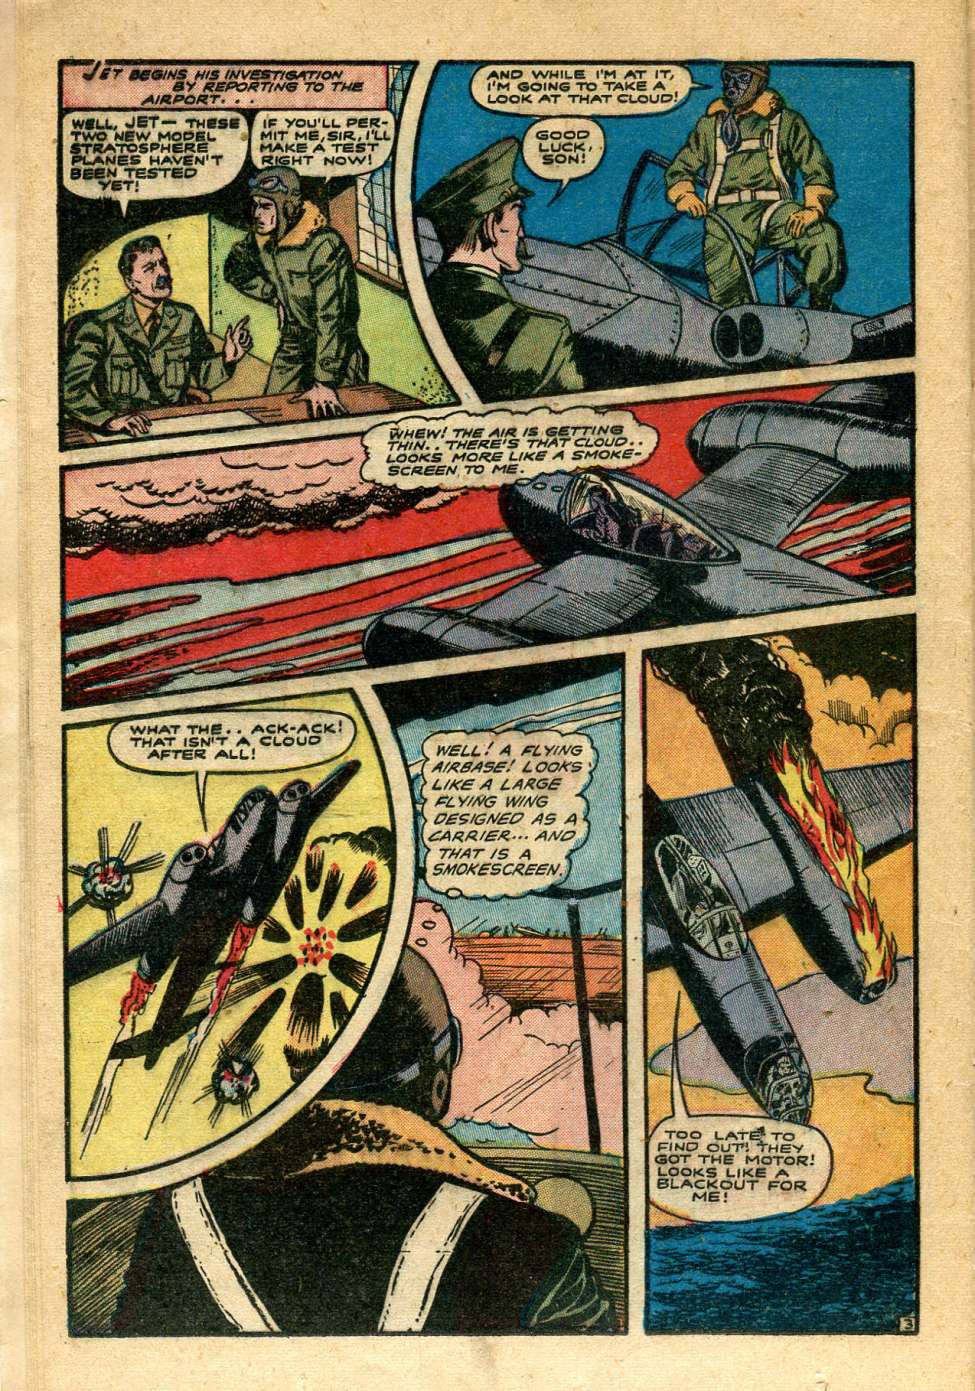 JET BEGINS HIS INVESTIGATION
BY REPORTING TO THE
AIRPORT...
WELL, JET— THESE
TWO NEW MODEL
STRATOSPHERE
PLANES HAVEN'T
BEEN TESTED
YET!
IF YOU'LL PER-
MIT ME, SIR, I'LL
MAKE A TEST
RIGHT NOW!
AND WHILE I'M AT IT,
I'M GOING TO TAKE A
LOOK AT THAT CLOUD!
GOOD
LUCK,
SON!
WHEW! THE AIR IS GETTING
THIN.. THERE'S THAT CLOUD..
LOOKS MORE LIKE A SMOKE-
SCREEN TO ME.
WHAT THE.. ACK-ACK!
THAT ISN'T A CLOUD
AFTER ALL!
WELL! A FLYING
AIRBASE! LOOKS
LIKE A LARGE
FLYING WING
DESIGNED AS A
CARRIER... AND
THAT IS A
SMOKESCREEN.
TOO LATE TO
FIND OUT! THEY
GOT THE MOTOR!
LOOKS LIKE A
BLACKOUT FOR
ME!
3